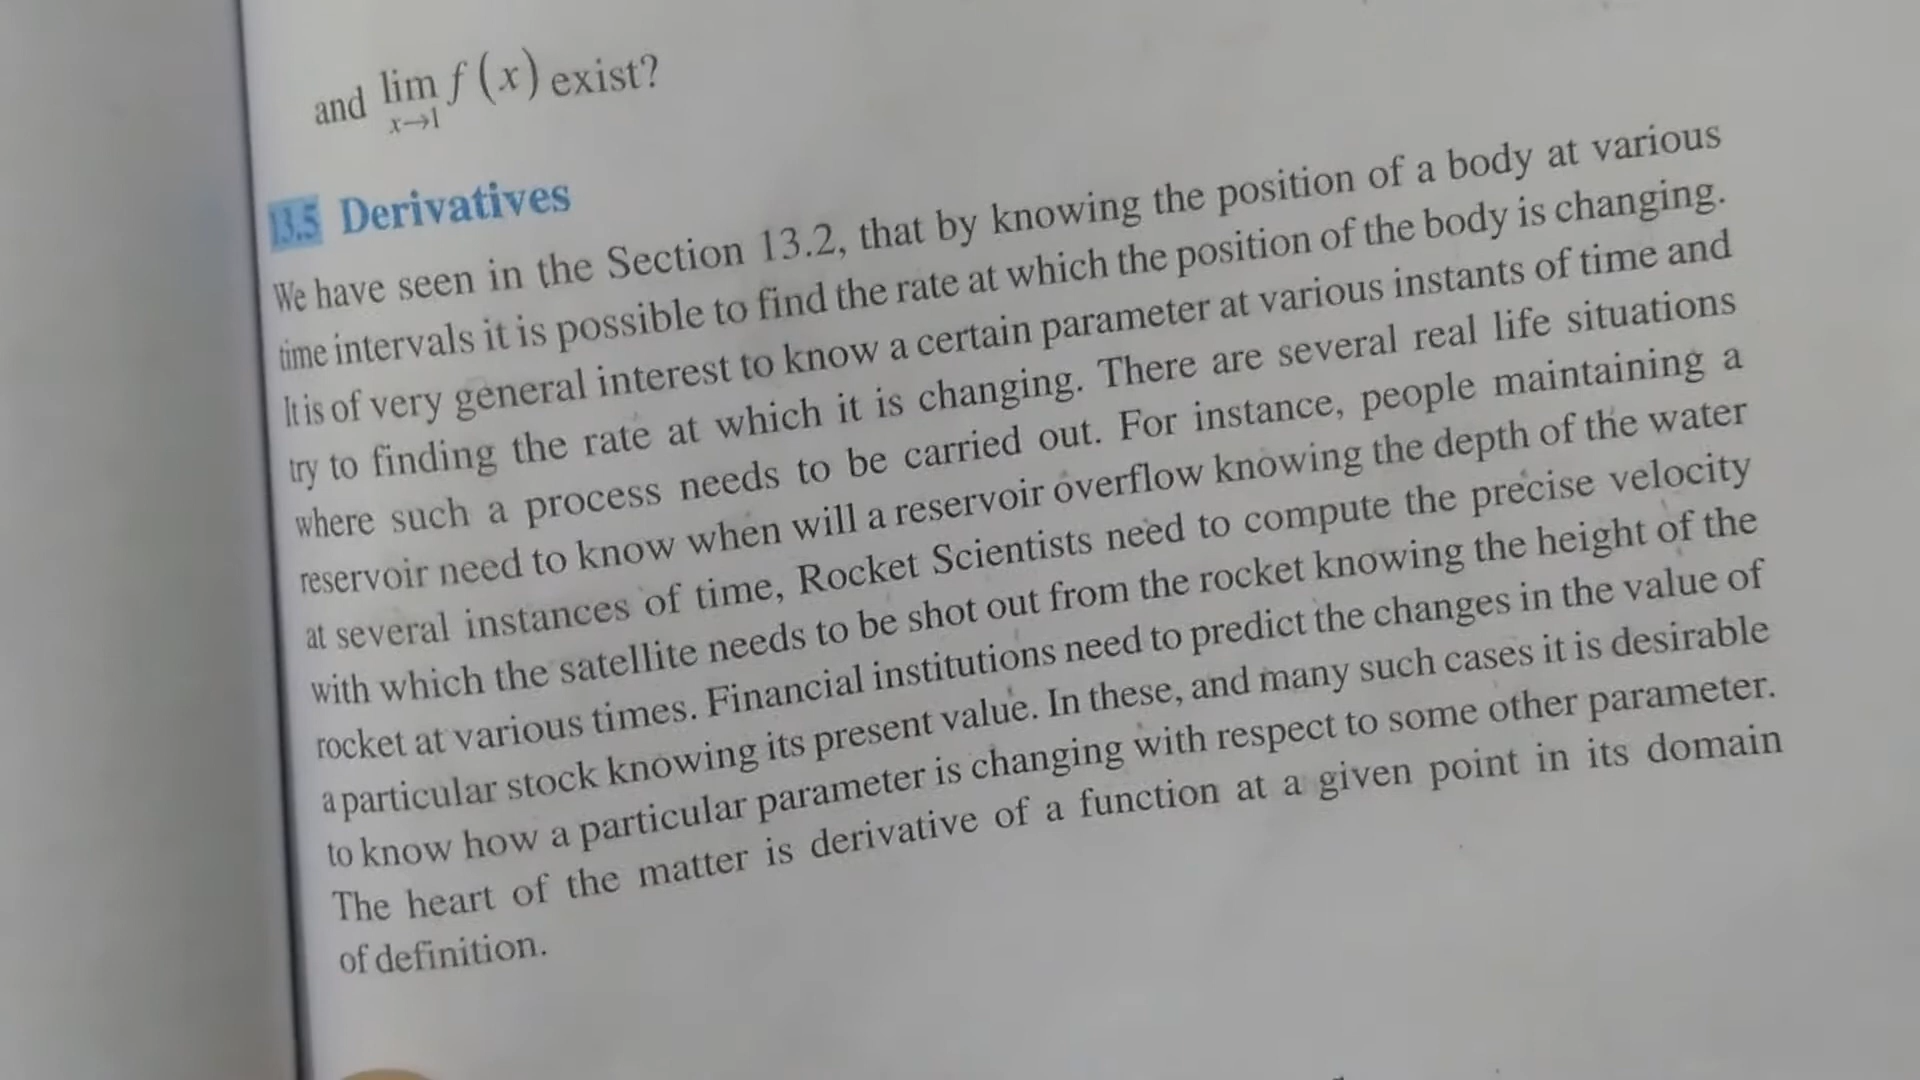 and lim f (x) exist?
x→1
13.5 Derivatives
We have seen in the Section 13.2, that by knowing the position of a body at various
time intervals it is possible to find the rate at which the position of the body is changing.
It is of very general interest to know a certain parameter at various instants of time and
try to finding the rate at which it is changing. There are several real life situations
where such a process needs to be carried out. For instance, people maintaining a
reservoir need to know when will a reservoir overflow knowing the depth of the water
at several instances of time, Rocket Scientists need to compute the precise velocity
with which the satellite needs to be shot out from the rocket knowing the height of the
rocket at various times. Financial institutions need to predict the changes in the value of
a particular stock knowing its present value. In these, and many such cases it is desirable
to know how a particular parameter is changing with respect to some other parameter.
The heart of the matter is derivative of a function at a given point in its domain
of definition.